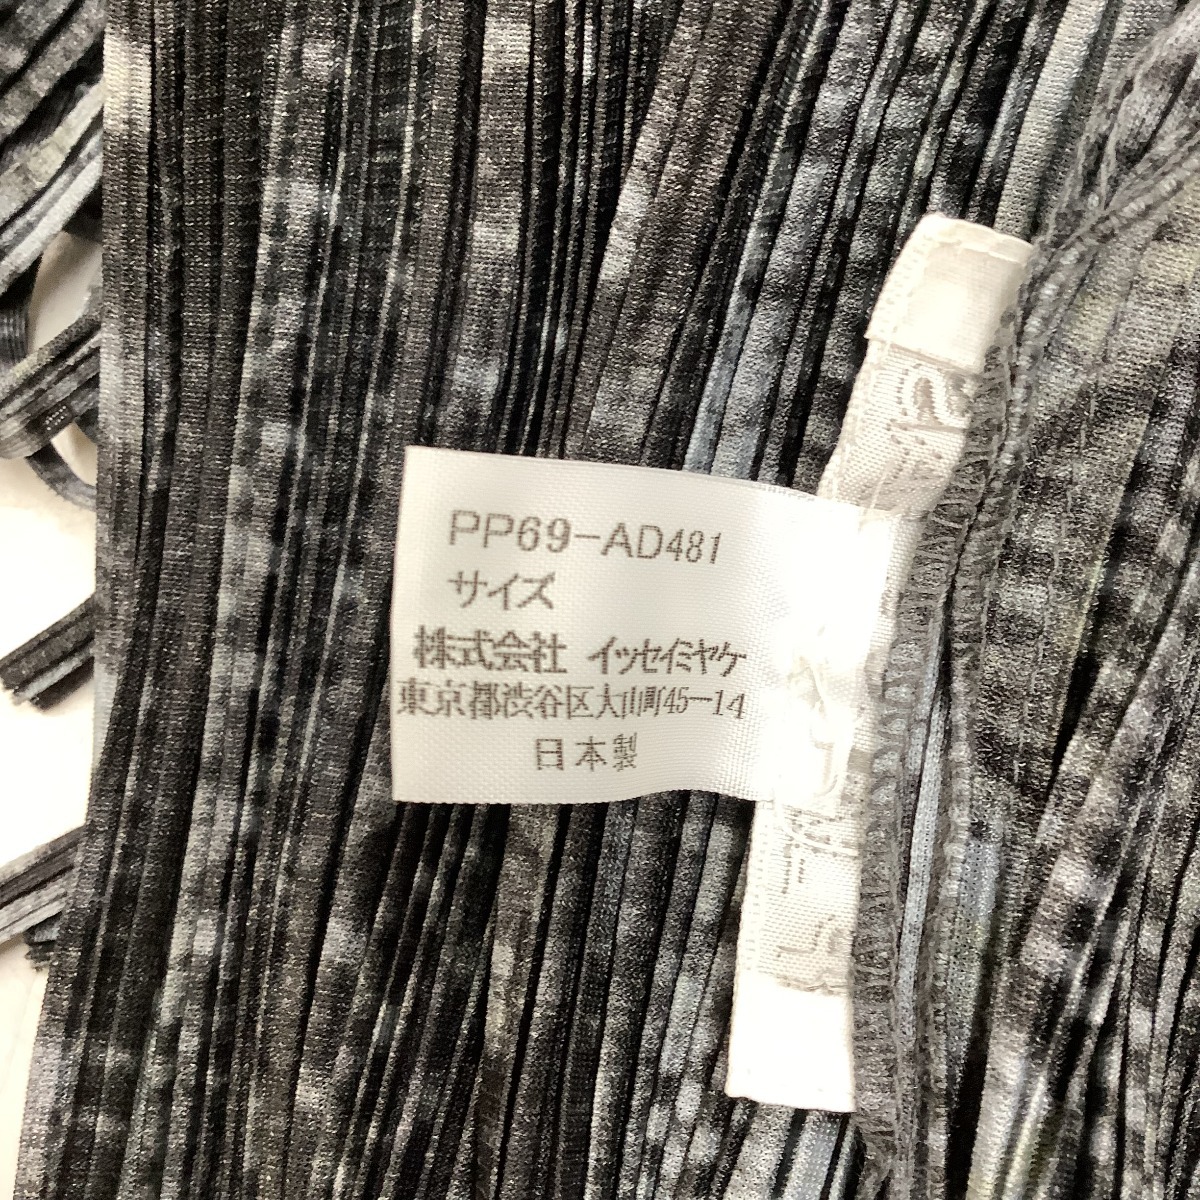 PP69-AD481
サイズ
株式会社 イッセイミヤケ
東京都渋谷区大山町45-14
日本製